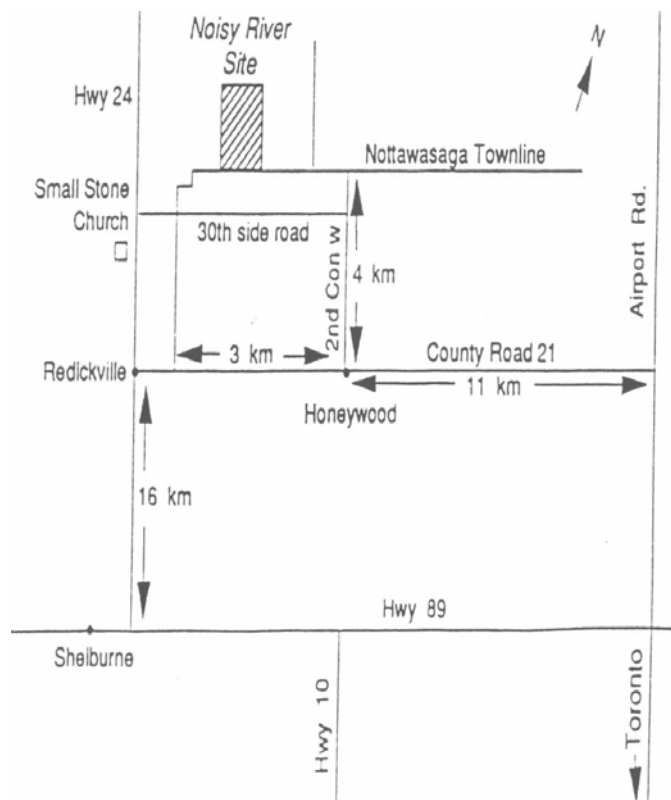 Noisy River
Site
N
Hwy 24
Nottawasaga Townline
Small Stone
Church
30th side road
2nd Con w
4 km
Airport Rd.
3 km
County Road 21
Redickville
11 km
Honeywood
16 km
Hwy 89
Shelburne
Hwy 10
Toronto